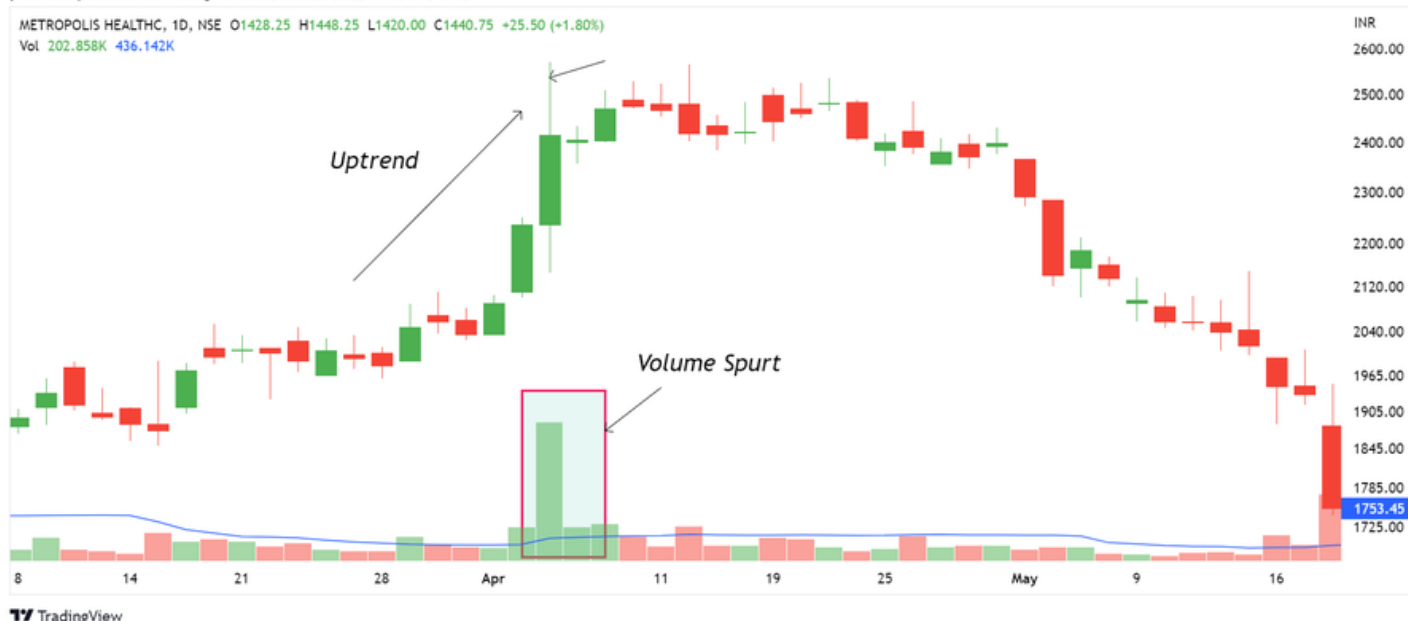 METROPOLIS HEALTHC, 1D, NSE O1428.25 H1448.25 L1420.00 C1440.75 +25.50 (+1.80%)
INR
Vol 202.858K 436.142K
2600.00
2500.00
2400.00
Uptrend
2300.00
2200.00
2120.00
2040.00
Volume Spurt
1965.00
1905.00
1845.00
1785.00
1753.45
1725.00
8 14 21 28 Apr 11 19 25 May 9 16
TradingView